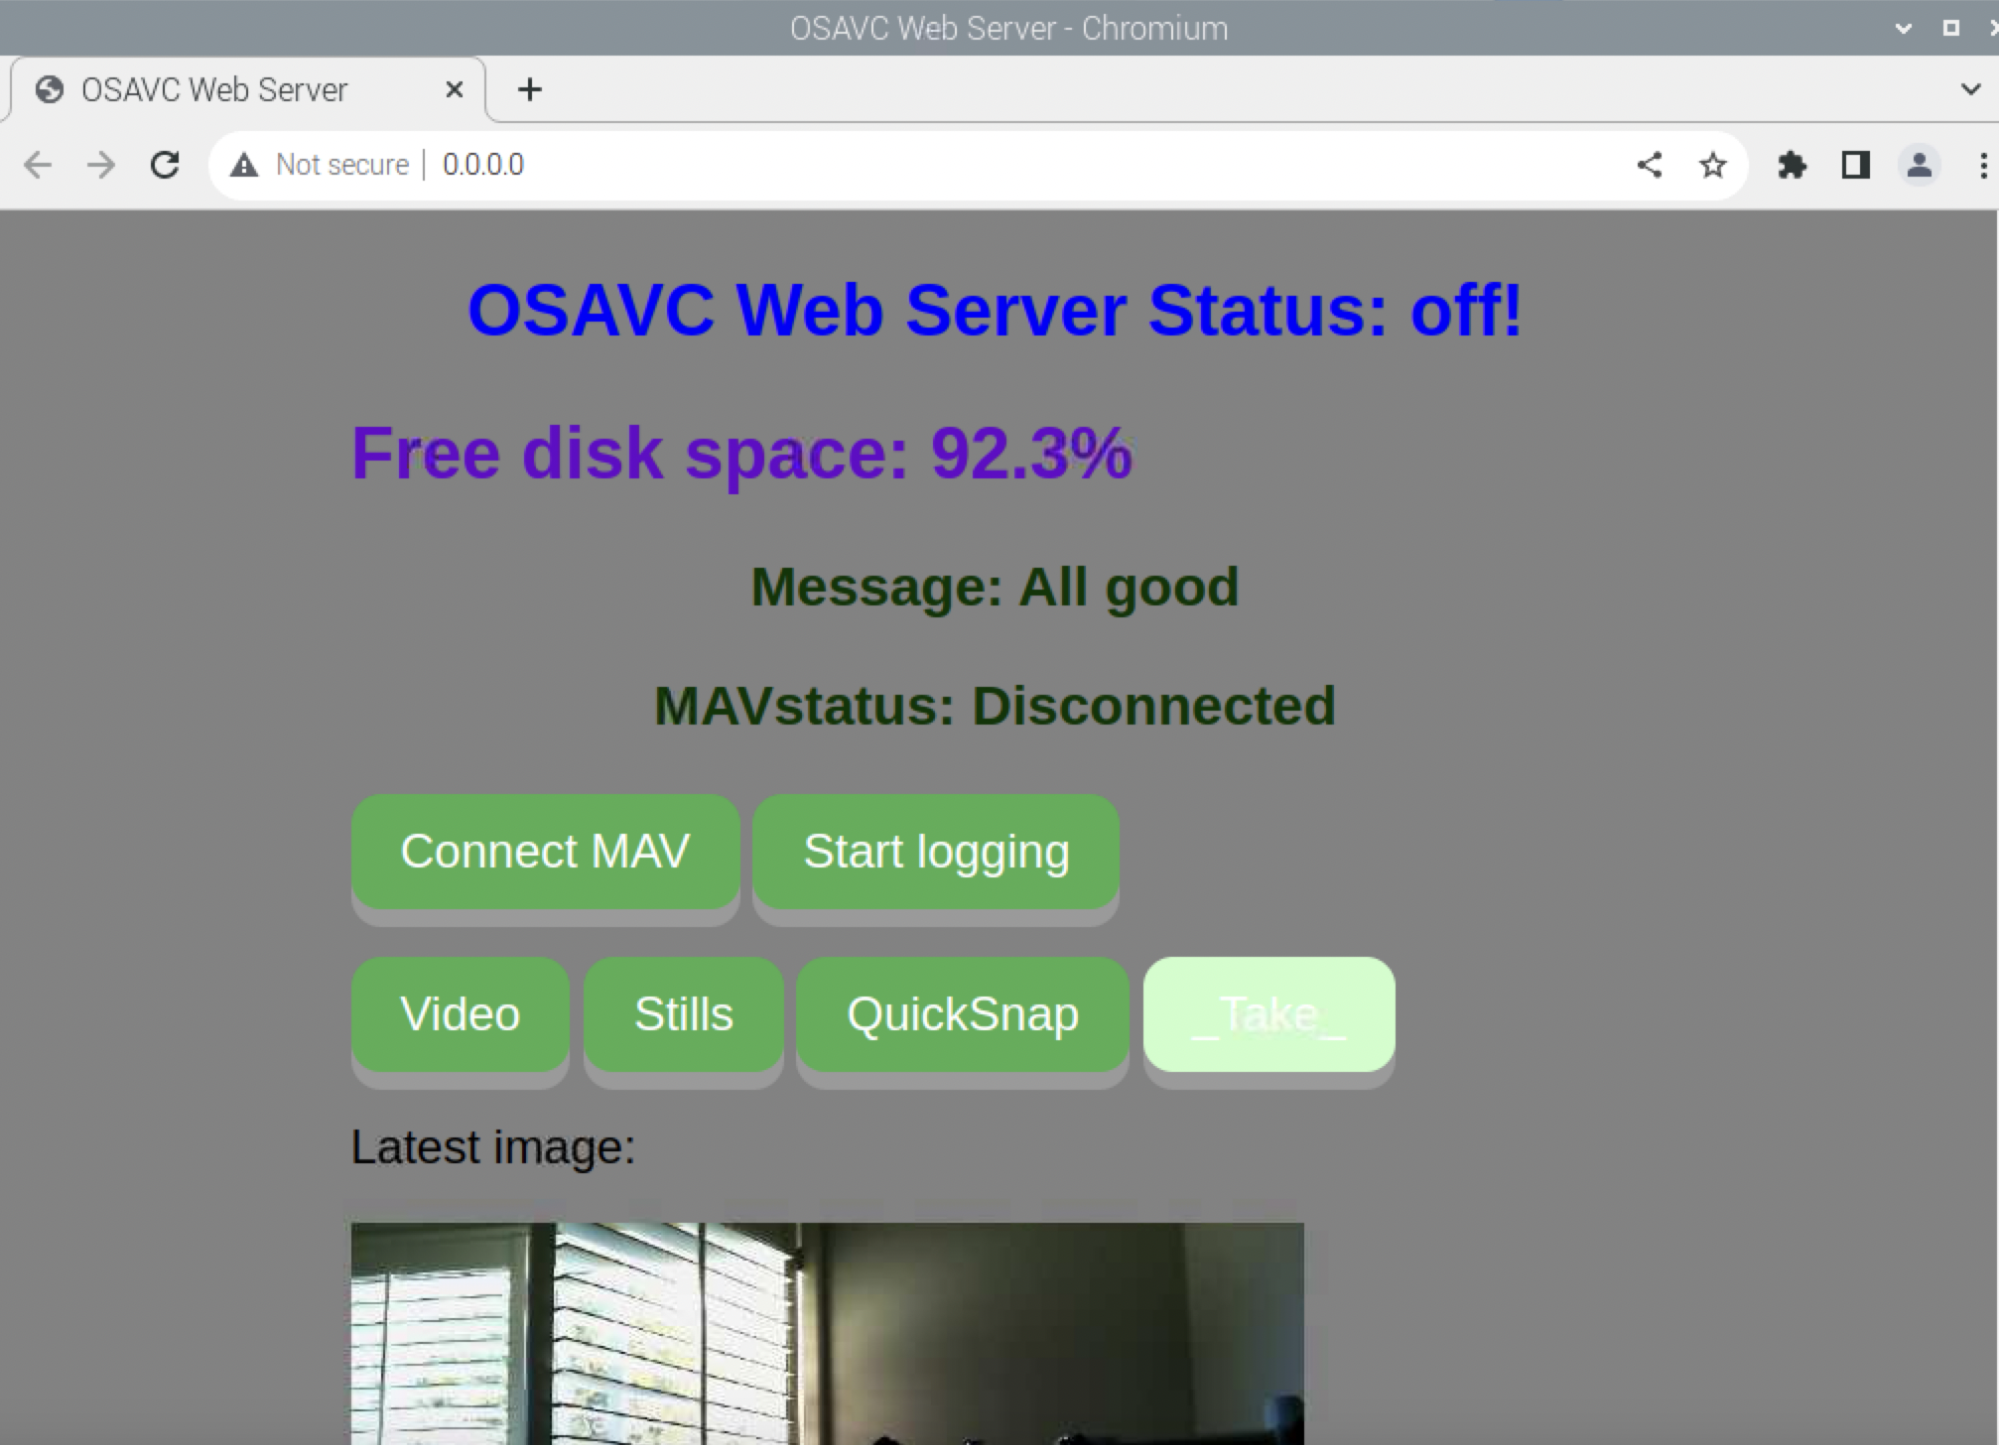 OSAVC Web Server - Chromium
OSAVC Web Server
Not secure 0.0.0.0
OSAVC Web Server Status: off!
Free disk space: 92.3%
Message: All good
MAVstatus: Disconnected
Connect MAV Start logging
Video Stills QuickSnap _Take_
Latest image: